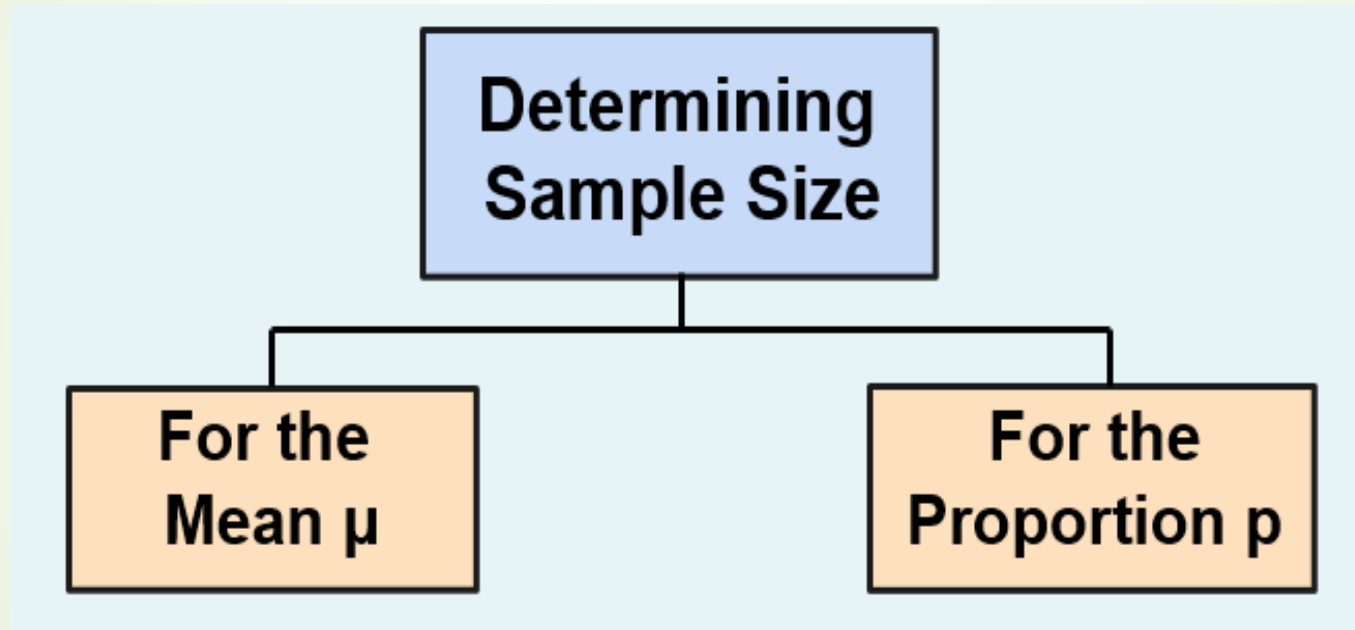 Determining
Sample Size
For the
Mean μ
For the
Proportion p